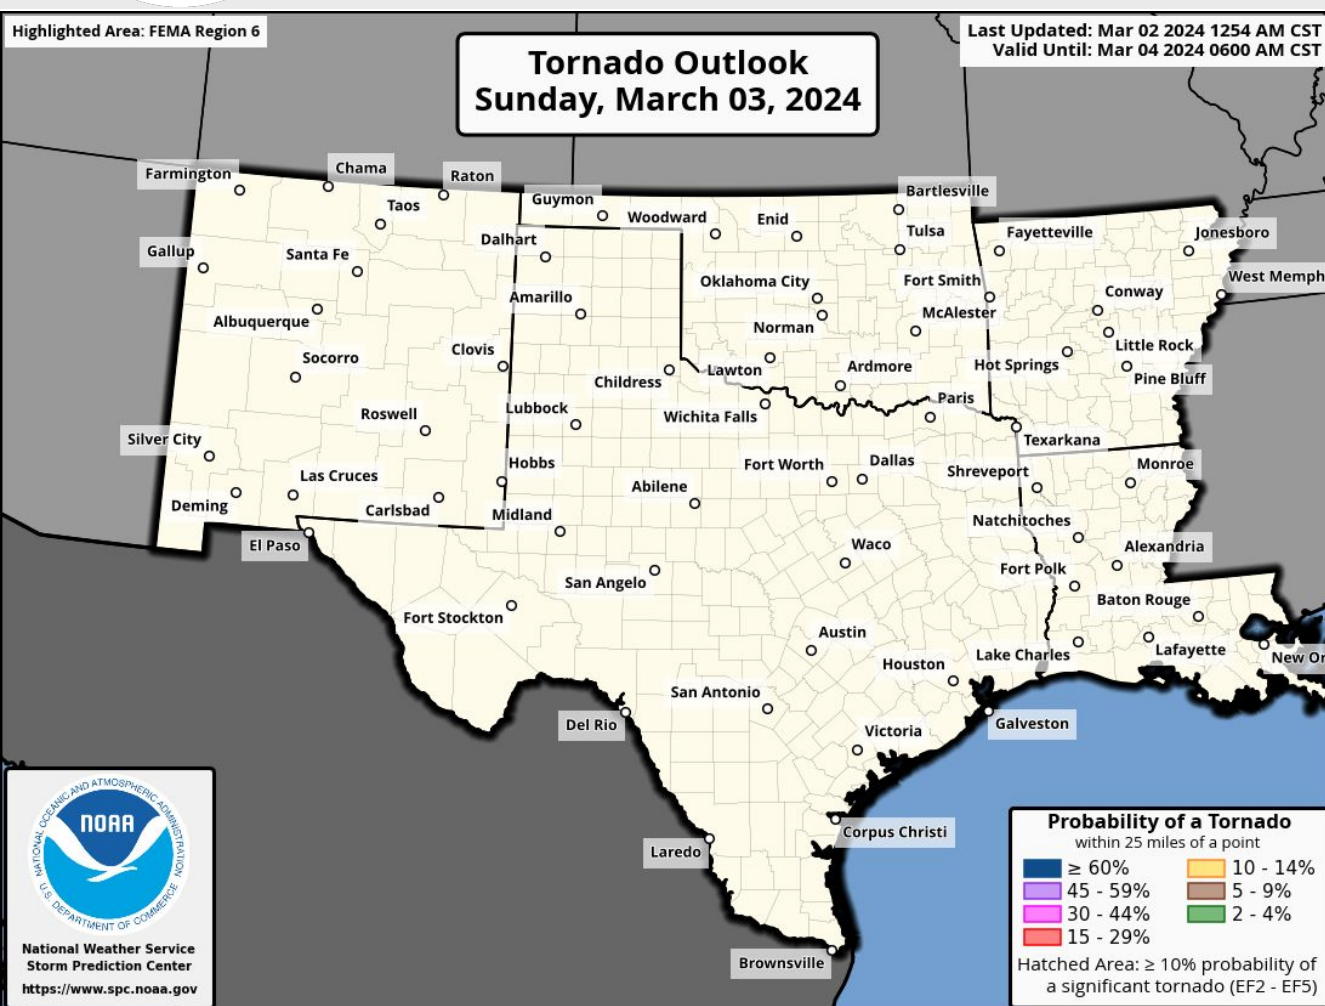 Highlighted Area: FEMA Region 6
Last Updated: Mar 02 2024 1254 AM CST
Valid Until: Mar 04 2024 0600 AM CST
Tornado Outlook
Sunday, March 03, 2024
Farmington
Chama
Raton
Taos
Guymon
Woodward
Enid
Bartlesville
Tulsa
Fayetteville
Jonesboro
Gallup
Santa Fe
Dalhart
Oklahoma City
Fort Smith
West Memph
Conway
Amarillo
Albuquerque
Norman
McAlester
Little Rock
Socorro
Clovis
Childress
Lawton
Ardmore
Hot Springs
Pine Bluff
Roswell
Lubbock
Wichita Falls
Paris
Texarkana
Silver City
Las Cruces
Hobbs
Abilene
Fort Worth
Dallas
Shreveport
Monroe
Deming
Carlsbad
Midland
Natchitoches
El Paso
San Angelo
Waco
Fort Polk
Alexandria
Fort Stockton
Baton Rouge
Austin
Houston
Lake Charles
Lafayette
New Or
San Antonio
Del Rio
Victoria
Galveston
Corpus Christi
Laredo
Brownsville
NATIONAL OCEANIC AND ATMOSPHERIC ADMINISTRATION
NOAA
U.S. DEPARTMENT OF COMMERCE
National Weather Service
Storm Prediction Center
https://www.spc.noaa.gov
Probability of a Tornado
within 25 miles of a point
≥ 60%
10 - 14%
45 - 59%
5 - 9%
30 - 44%
2 - 4%
15 - 29%
Hatched Area: ≥ 10% probability of
a significant tornado (EF2 - EF5)